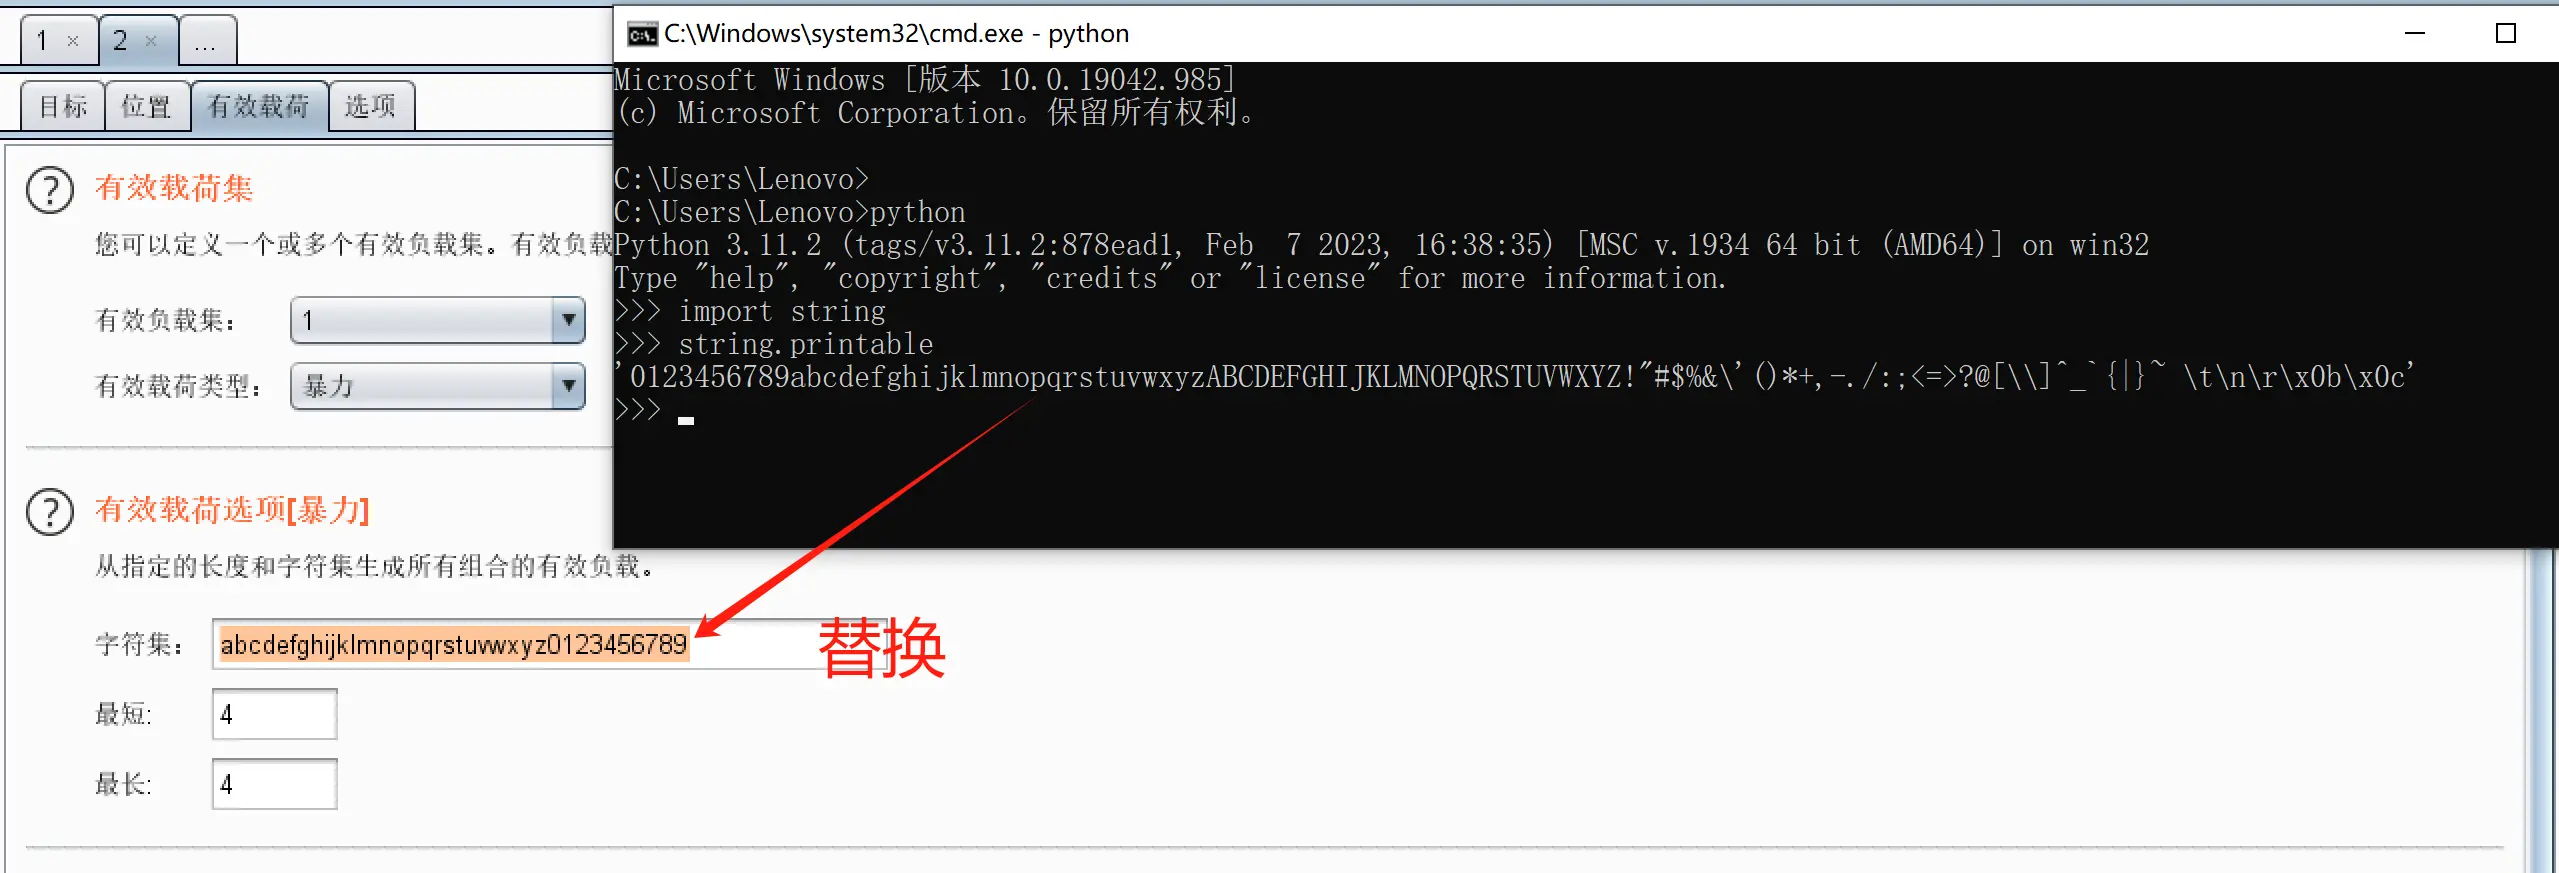 1 × 2 × ...
目标 位置 有效载荷 选项
有效载荷集
您可以定义一个或多个有效负载集。有效负载
有效负载集： 1
有效载荷类型： 暴力
有效载荷选项[暴力]
从指定的长度和字符集生成所有组合的有效负载。
字符集： abcdefghijklmnopqrstuvwxyz0123456789
替换
最短: 4
最长: 4
C:\Windows\system32\cmd.exe - python
Microsoft Windows [版本 10.0.19042.985]
(c) Microsoft Corporation。保留所有权利。
C:\Users\Lenovo>
C:\Users\Lenovo>python
Python 3.11.2 (tags/v3.11.2:878ead1, Feb  7 2023, 16:38:35) [MSC v.1934 64 bit (AMD64)] on win32
Type "help", "copyright", "credits" or "license" for more information.
>>> import string
>>> string.printable
'0123456789abcdefghijklmnopqrstuvwxyzABCDEFGHIJKLMNOPQRSTUVWXYZ!"#$%&\'()*+,-./:;<=>?@[\\]^_`{|}~ \t\n\r\x0b\x0c'
>>>